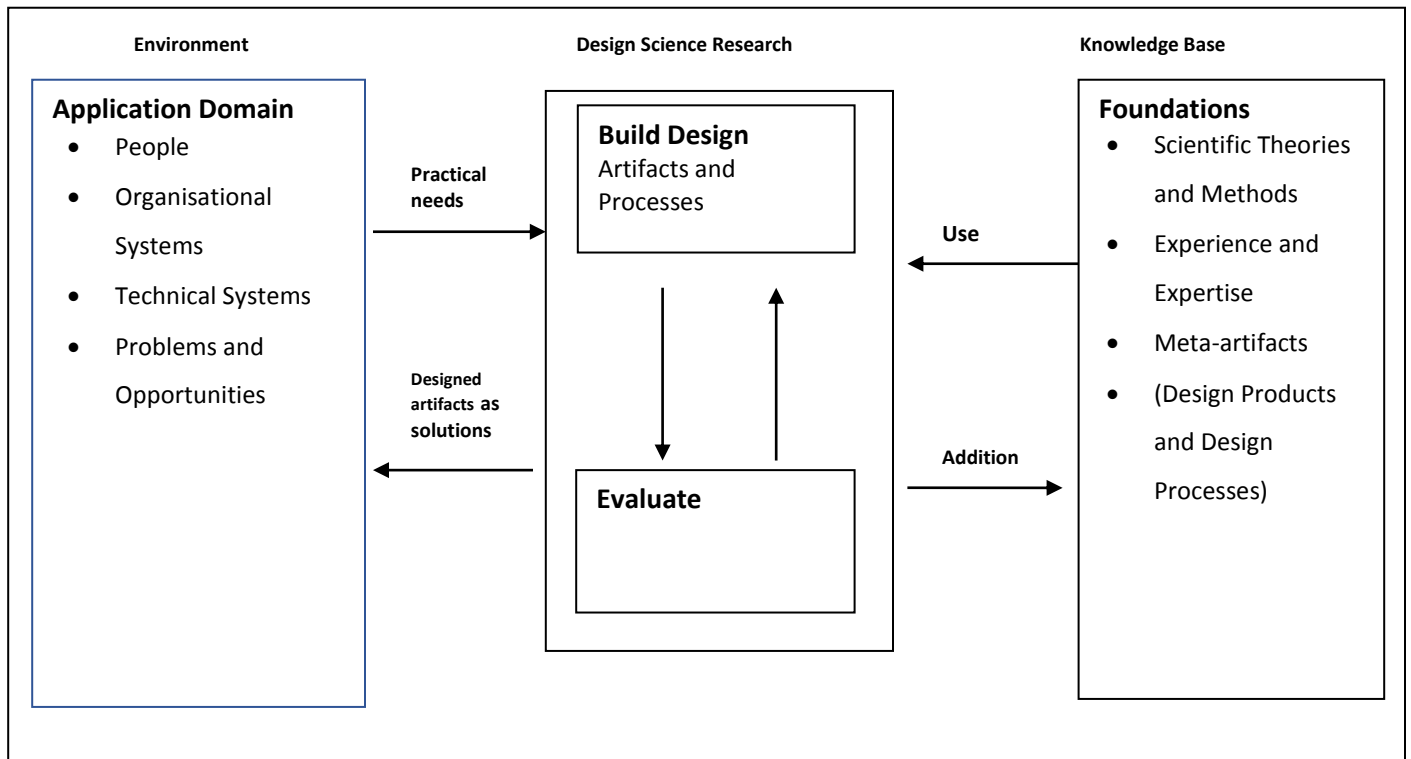 Environment
Design Science Research
Knowledge Base
Application Domain
• People
• Organisational
Systems
• Technical Systems
• Problems and
Opportunities
Practical
needs
Designed
artifacts as
solutions
Build Design
Artifacts and
Processes
Evaluate
Use
Addition
Foundations
• Scientific Theories
and Methods
• Experience and
Expertise
• Meta-artifacts
• (Design Products
and Design
Processes)